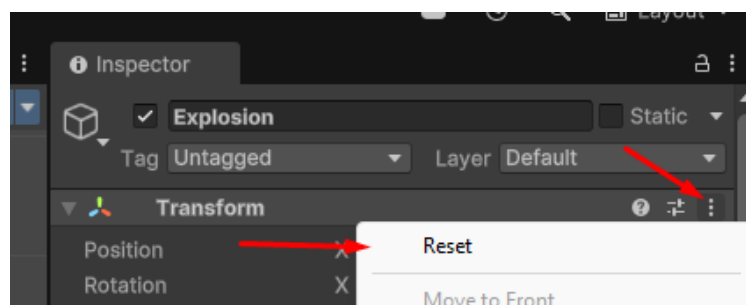 Layout
Inspector
Explosion
Static
Tag Untagged
Layer Default
Transform
Position X
Reset
Rotation X
Move to Front